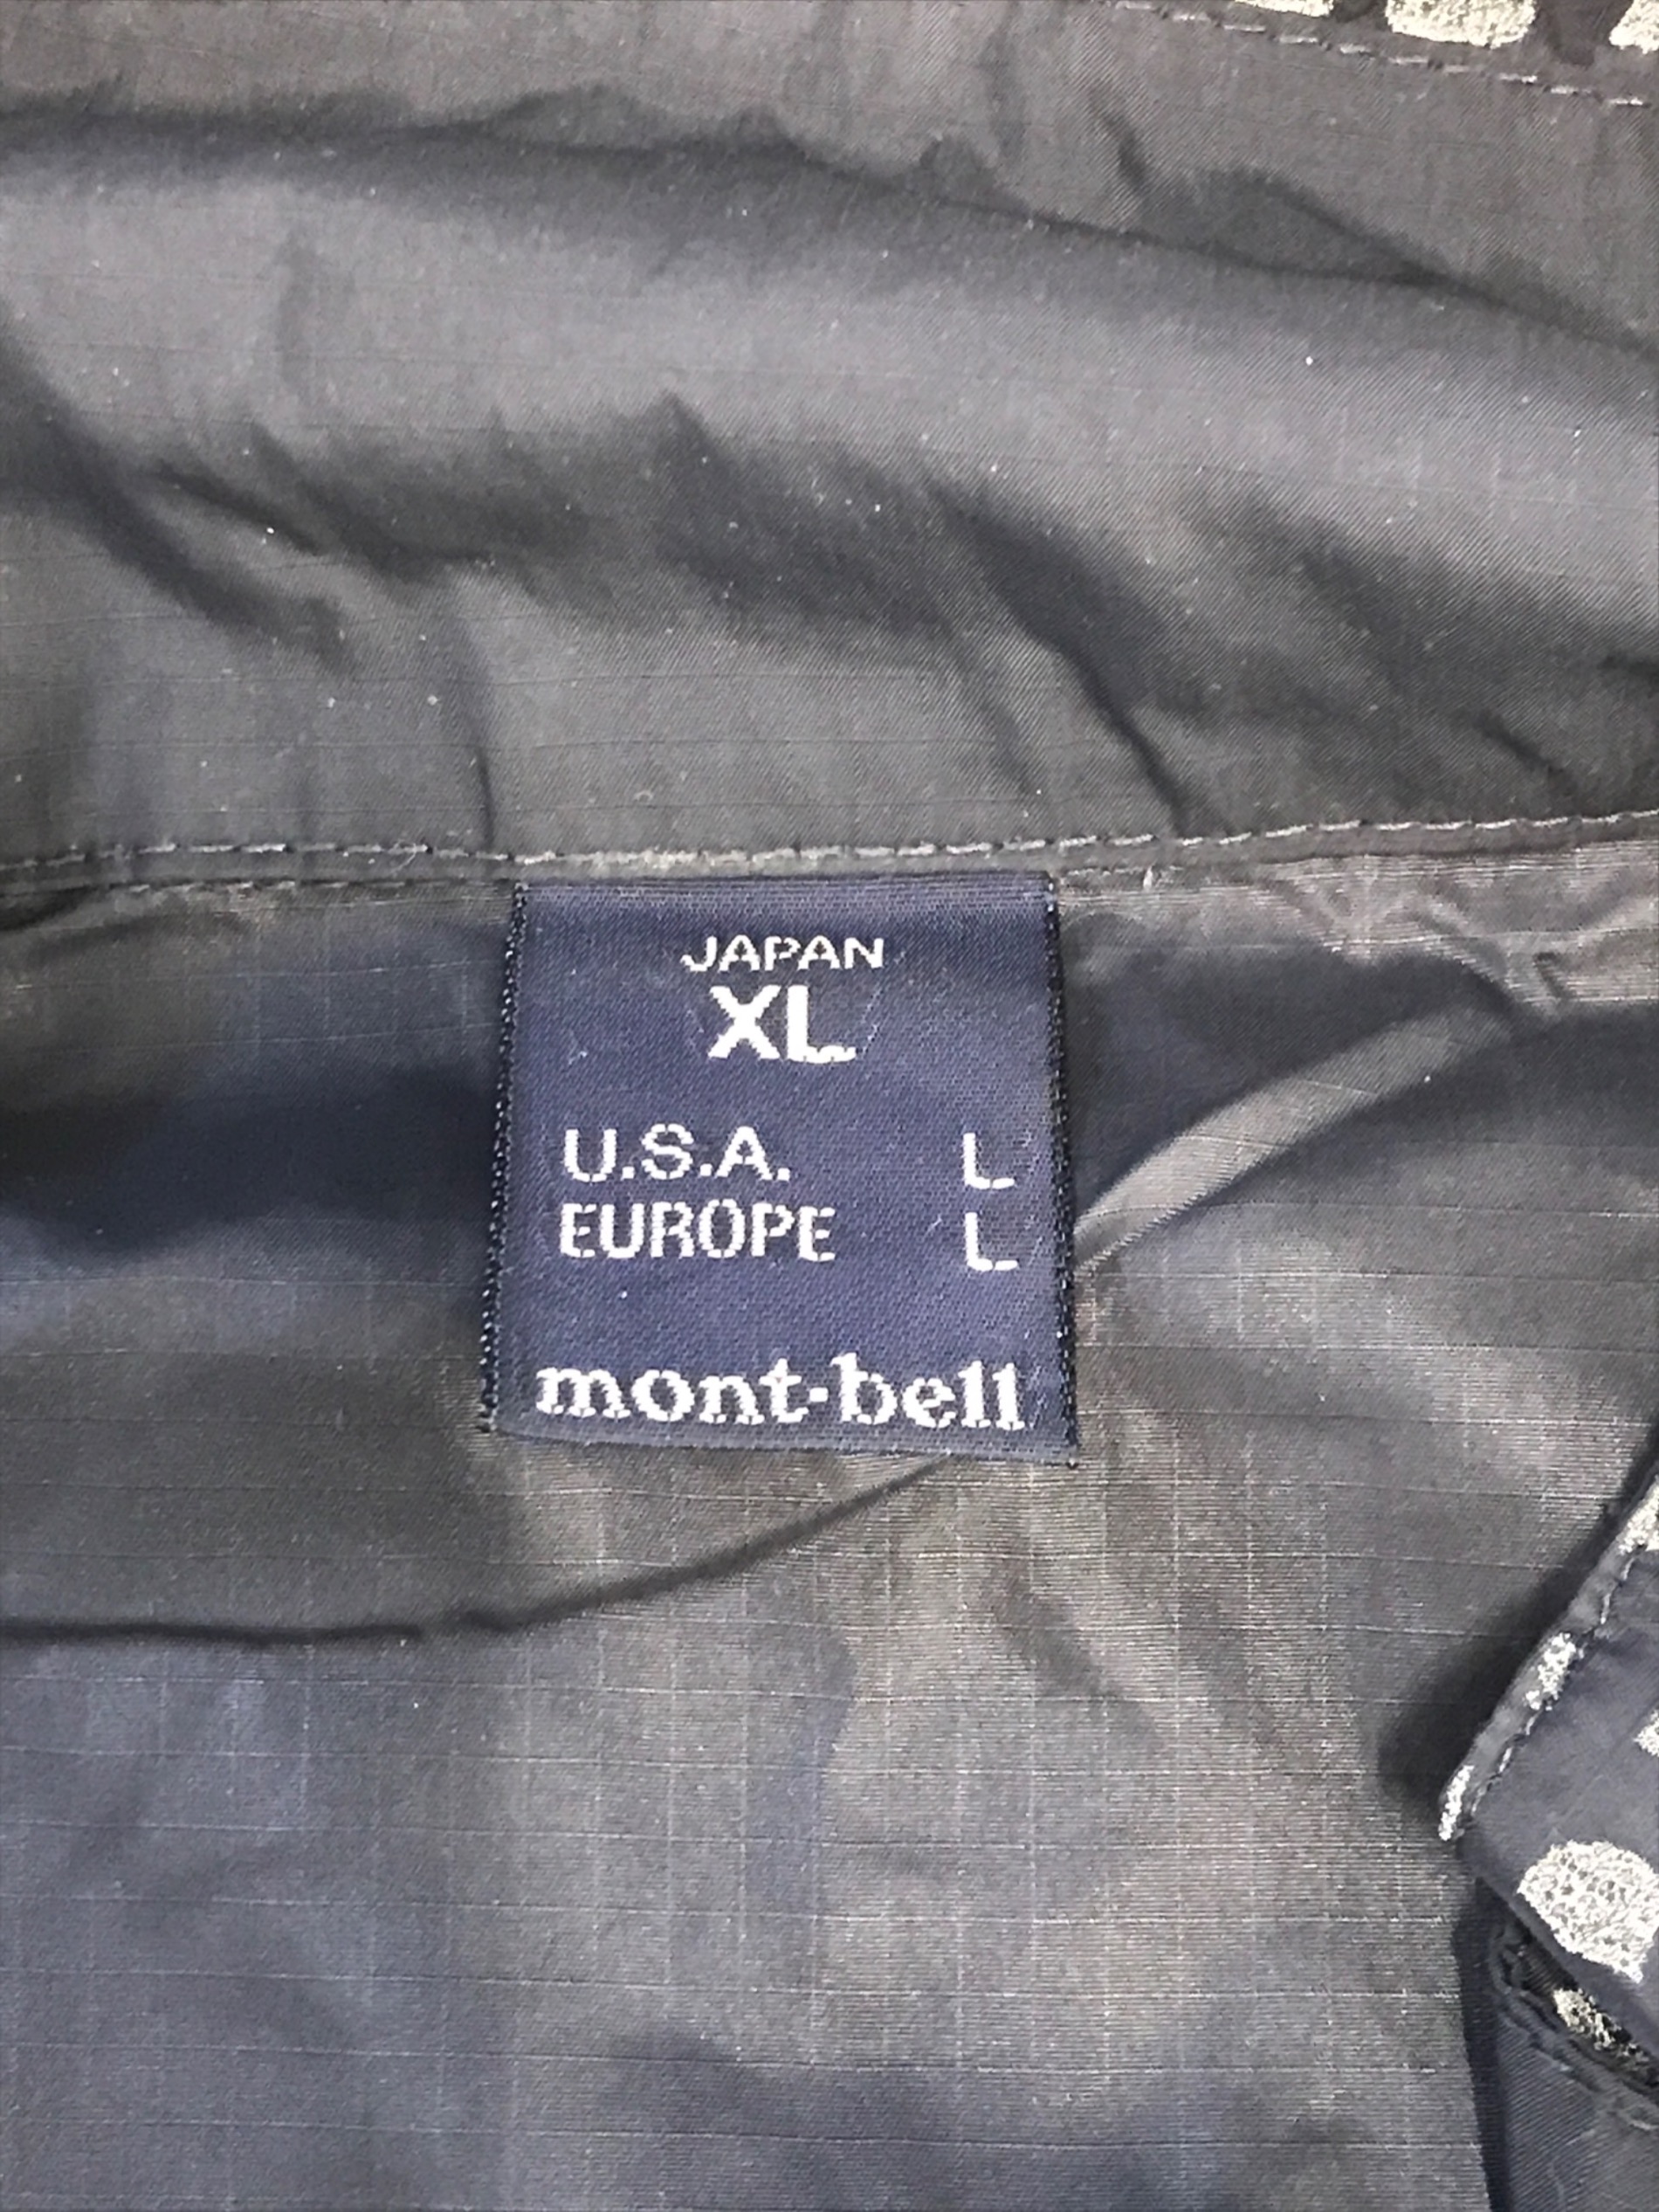 JAPAN
XL
U.S.A. L
EUROPE L
mont-bell